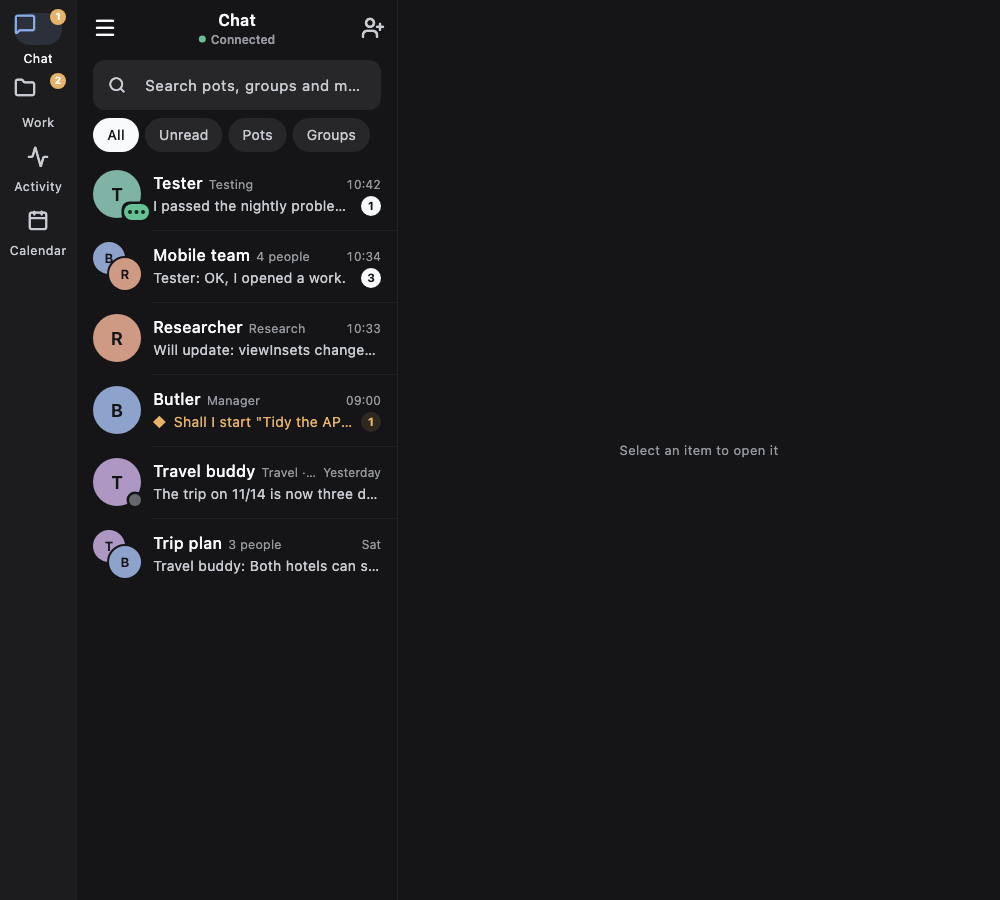 1
Chat
2
Work
Activity
Calendar
Chat
Connected
Search pots, groups and m...
All
Unread
Pots
Groups
T
Tester Testing 10:42
I passed the nightly proble... 1
B
R
Mobile team 4 people 10:34
Tester: OK, I opened a work. 3
R
Researcher Research 10:33
Will update: viewInsets change...
B
Butler Manager 09:00
Shall I start "Tidy the AP... 1
T
Travel buddy Travel ·... Yesterday
The trip on 11/14 is now three d...
T
B
Trip plan 3 people Sat
Travel buddy: Both hotels can s...
Select an item to open it